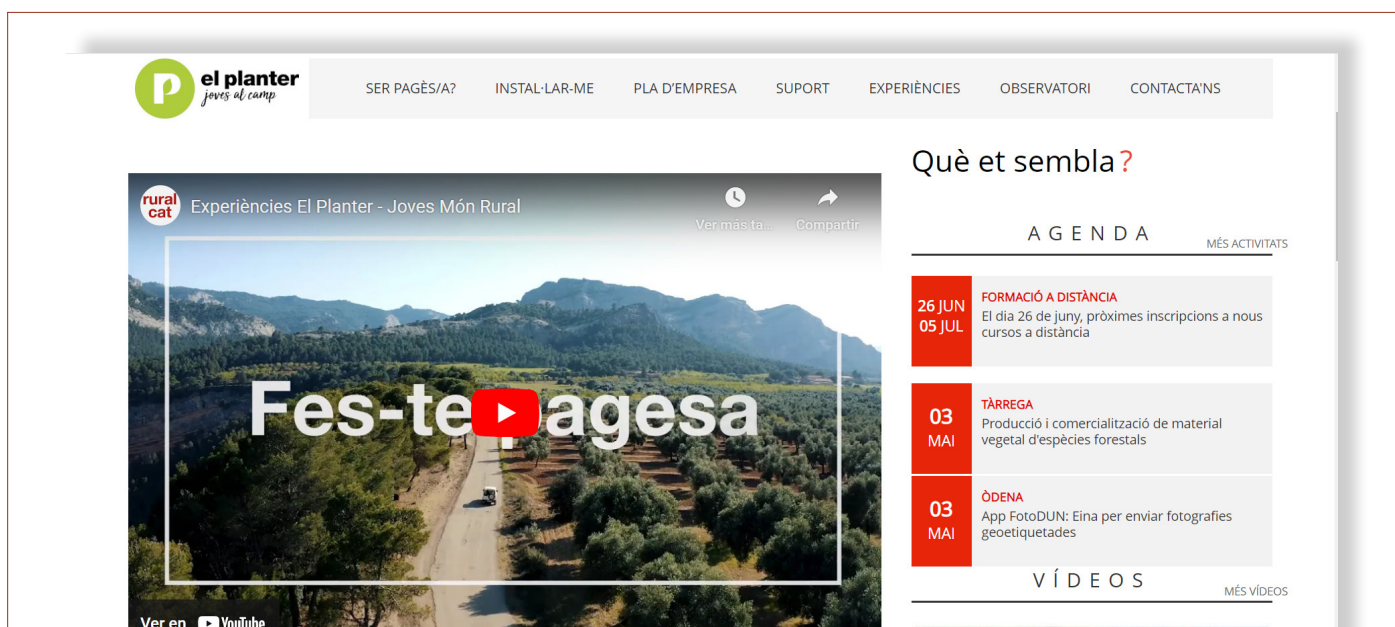 el planter
joves al camp
SER PAGÈS/A?
INSTAL·LAR-ME
PLA D'EMPRESA
SUPORT
EXPERIÈNCIES
OBSERVATORI
CONTACTA'NS
rural
cat
Experiències El Planter - Joves Món Rural
Ver más ta...
Compartir
Fes-te pagesa
Ver en YouTube
Què et sembla?
AGENDA
MÉS ACTIVITATS
26 JUN
05 JUL
FORMACIÓ A DISTÀNCIA
El dia 26 de juny, pròximes inscripcions a nous
cursos a distància
03
MAI
TÀRREGA
Producció i comercialització de material
vegetal d'espècies forestals
03
MAI
ÒDENA
App FotoDUN: Eina per enviar fotografies
geoetiquetades
VÍDEOS
MÉS VÍDEOS